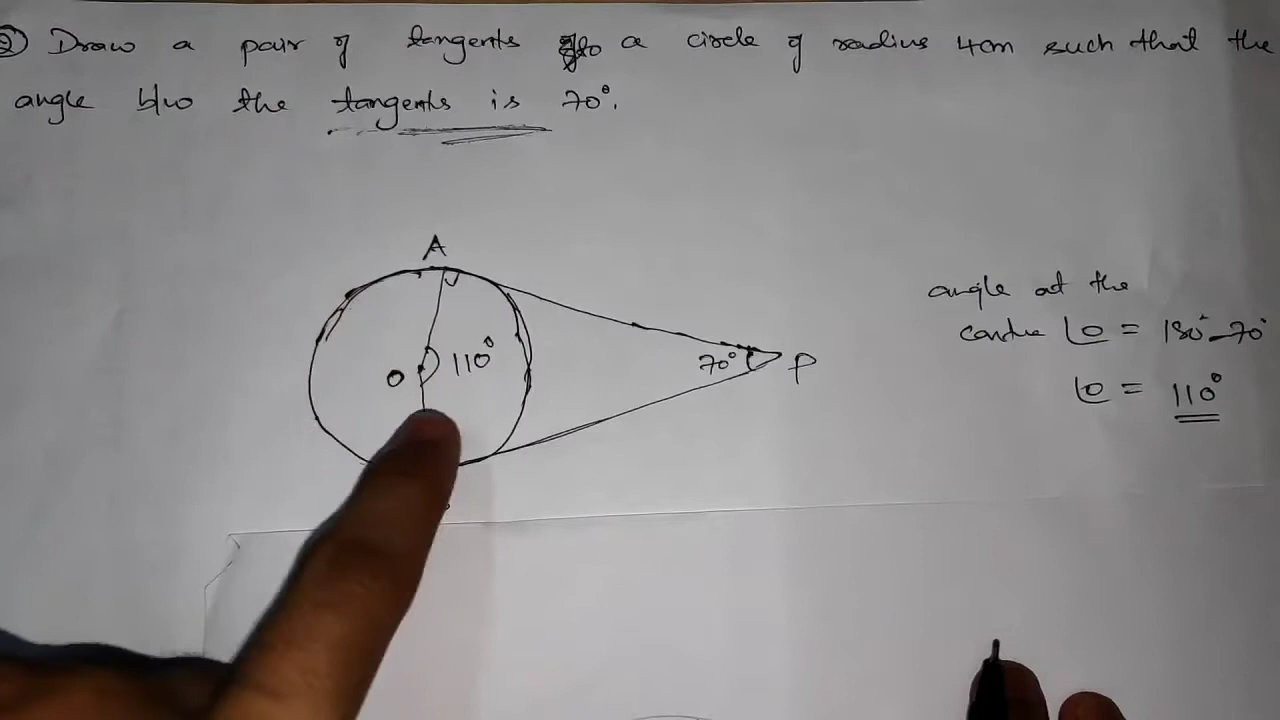 2) Draw a pair of tangents to a circle of radius 4cm such that the
angle b/w the tangents is 70°.
A
O 110°
70° P
angle at the
centre ∠O = 180°-70°
∠O = 110°